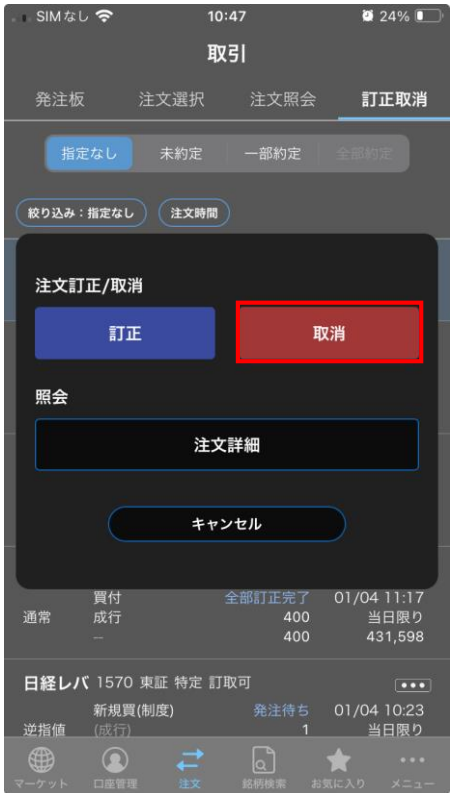 SIMなし 10:47 24%
取引
発注板 注文選択 注文照会 訂正取消
指定なし 未約定 一部約定 全部約定
絞り込み：指定なし 注文時間
注文訂正/取消
訂正 取消
照会
注文詳細
キャンセル
買付 全部訂正完了 01/04 11:17
通常 成行 400 当日限り
-- 400 431,598
日経レバ 1570 東証 特定 訂取可
新規買(制度) 発注待ち 01/04 10:23
逆指値 (成行) 1 当日限り
マーケット 口座管理 注文 銘柄検索 お気に入り メニュー